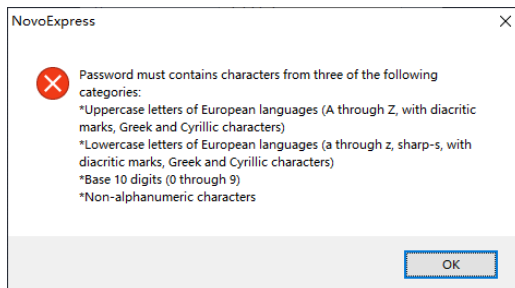 NovoExpress
Password must contains characters from three of the following
categories:
*Uppercase letters of European languages (A through Z, with diacritic
marks, Greek and Cyrillic characters)
*Lowercase letters of European languages (a through z, sharp-s, with
diacritic marks, Greek and Cyrillic characters)
*Base 10 digits (0 through 9)
*Non-alphanumeric characters
OK